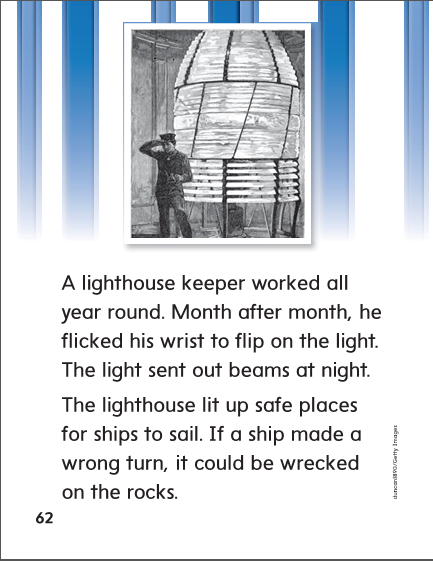 A lighthouse keeper worked all
year round. Month after month, he
flicked his wrist to flip on the light.
The light sent out beams at night.
The lighthouse lit up safe places
for ships to sail. If a ship made a
wrong turn, it could be wrecked
on the rocks.
duncan1890/Getty Images
62